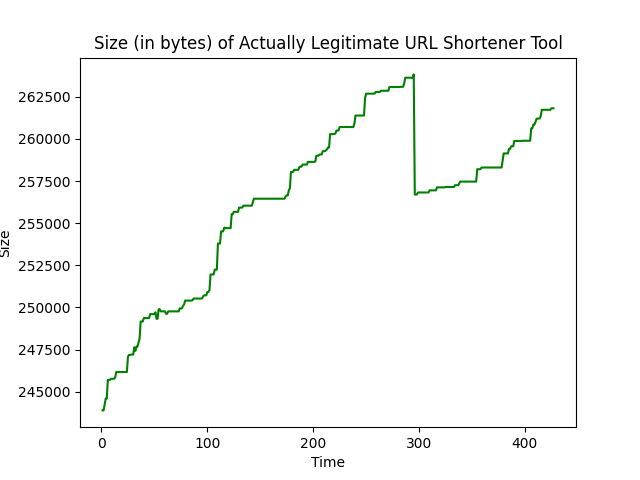 Size (in bytes) of Actually Legitimate URL Shortener Tool
262500
260000
257500
255000
252500
250000
247500
245000
Size
0 100 200 300 400
Time